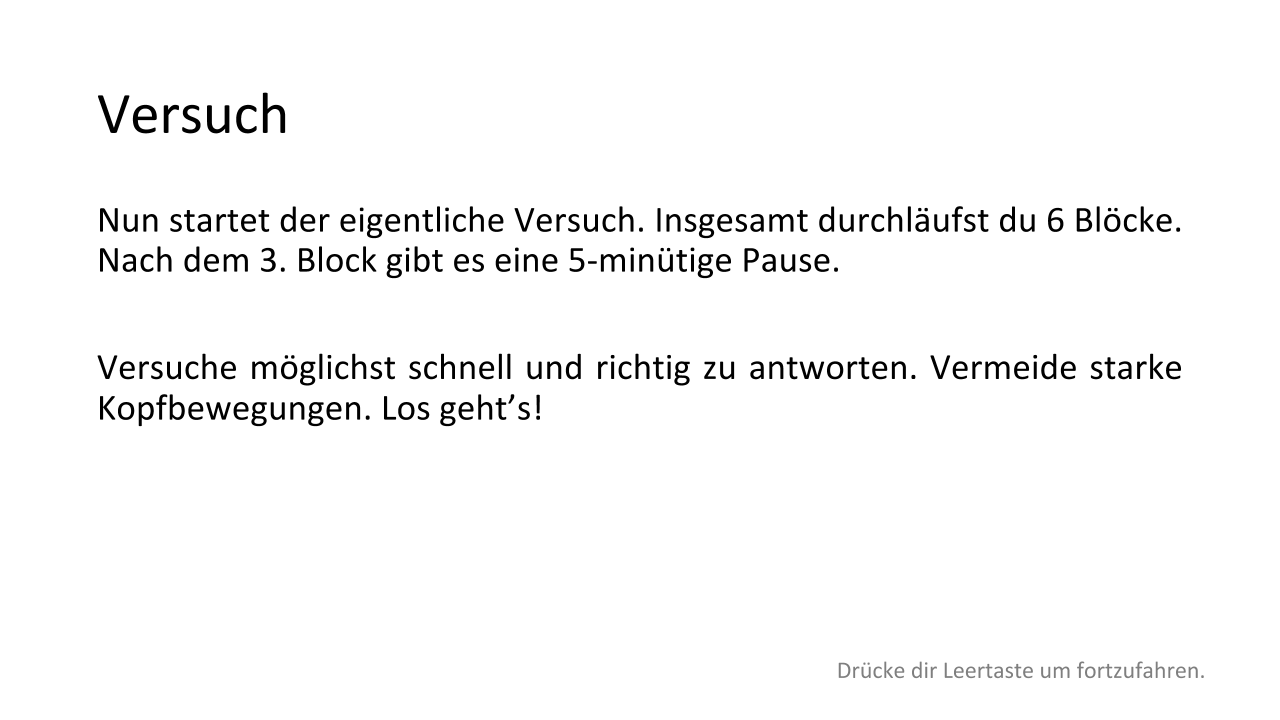 Versuch
Nun startet der eigentliche Versuch. Insgesamt durchläufst du 6 Blöcke.
Nach dem 3. Block gibt es eine 5-minütige Pause.
Versuche möglichst schnell und richtig zu antworten. Vermeide starke
Kopfbewegungen. Los geht’s!
Drücke dir Leertaste um fortzufahren.